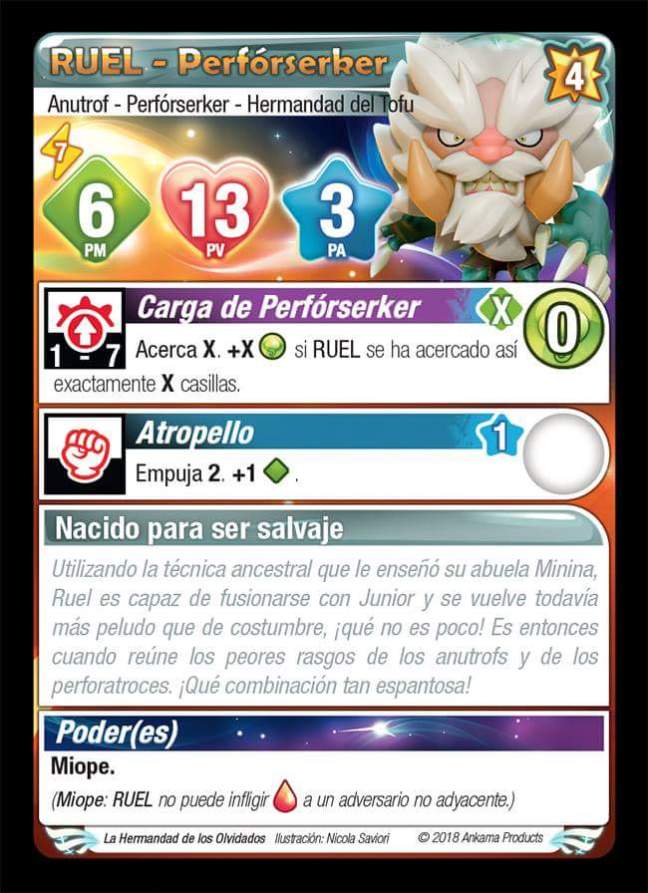 RUEL - Perfórserker
4
Anutrof - Perfórserker - Hermandad del Tofu
7
6
PM
13
PV
3
PA
Carga de Perfórserker
X
0
1 - 7
Acerca X. +X si RUEL se ha acercado así
exactamente X casillas.
Atropello
1
Empuja 2. +1 .
Nacido para ser salvaje
Utilizando la técnica ancestral que le enseñó su abuela Minina,
Ruel es capaz de fusionarse con Junior y se vuelve todavía
más peludo que de costumbre, ¡qué no es poco! Es entonces
cuando reúne los peores rasgos de los anutrofs y de los
perforatroces. ¡Qué combinación tan espantosa!
Poder(es)
Miope.
(Miope: RUEL no puede infligir a un adversario no adyacente.)
La Hermandad de los Olvidados Ilustración: Nicola Saviori © 2018 Ankama Products